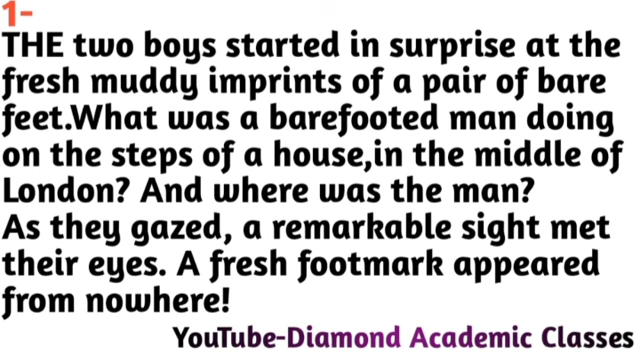 1-
THE two boys started in surprise at the
fresh muddy imprints of a pair of bare
feet.What was a barefooted man doing
on the steps of a house,in the middle of
London? And where was the man?
As they gazed, a remarkable sight met
their eyes. A fresh footmark appeared
from nowhere!
YouTube-Diamond Academic Classes